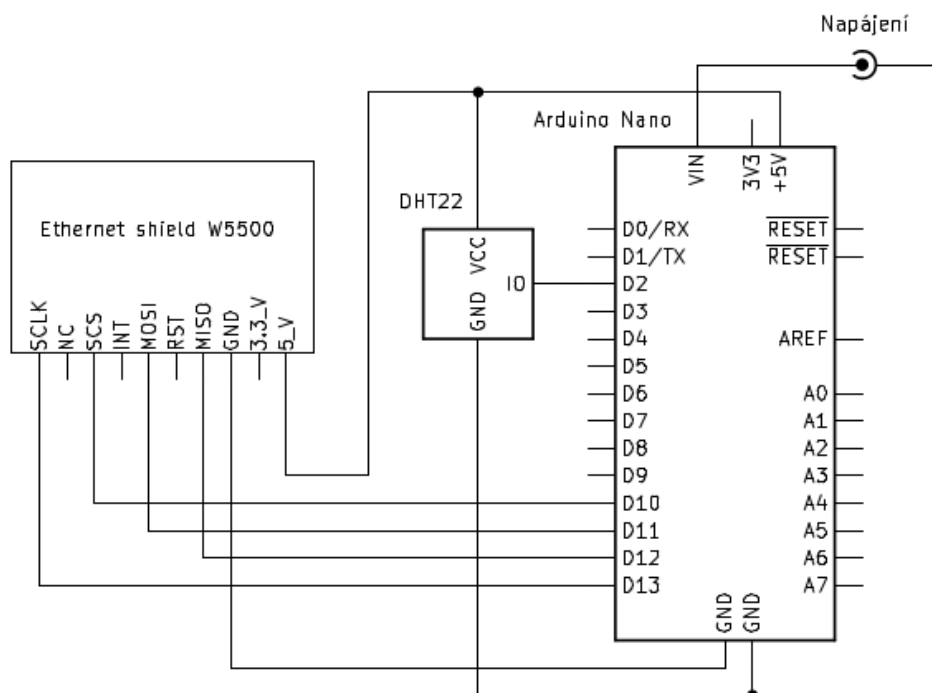 Napájení
Arduino Nano
VIN
3V3
+5V
Ethernet shield W5500
SCLK
NC
SCS
INT
MOSI
RST
MISO
GND
3.3_V
5_V
DHT22
VCC
GND
IO
D0/RX
D1/TX
D2
D3
D4
D5
D6
D7
D8
D9
D10
D11
D12
D13
RESET
RESET
AREF
A0
A1
A2
A3
A4
A5
A6
A7
GND
GND